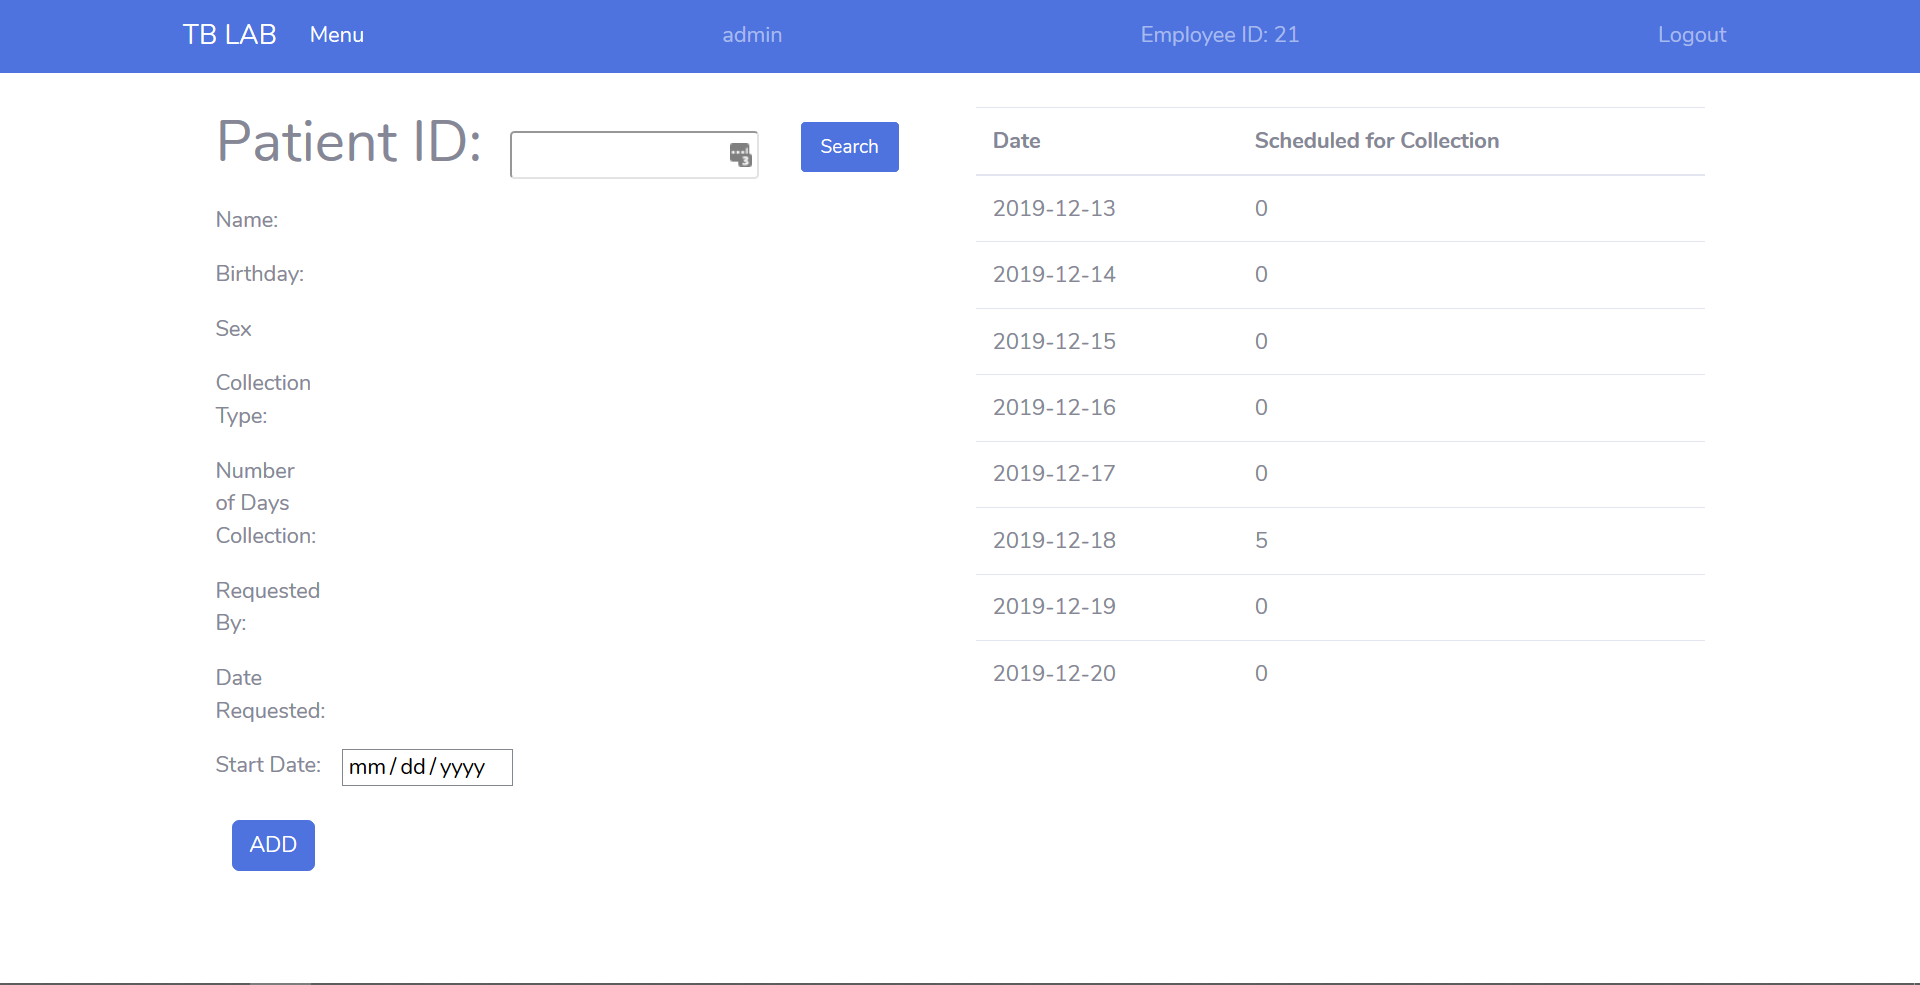 TB LAB Menu admin Employee ID: 21 Logout
Patient ID: Search
Name:
Birthday:
Sex
Collection
Type:
Number
of Days
Collection:
Requested
By:
Date
Requested:
Start Date: mm/dd/yyyy
ADD
Date Scheduled for Collection
2019-12-13 0
2019-12-14 0
2019-12-15 0
2019-12-16 0
2019-12-17 0
2019-12-18 5
2019-12-19 0
2019-12-20 0